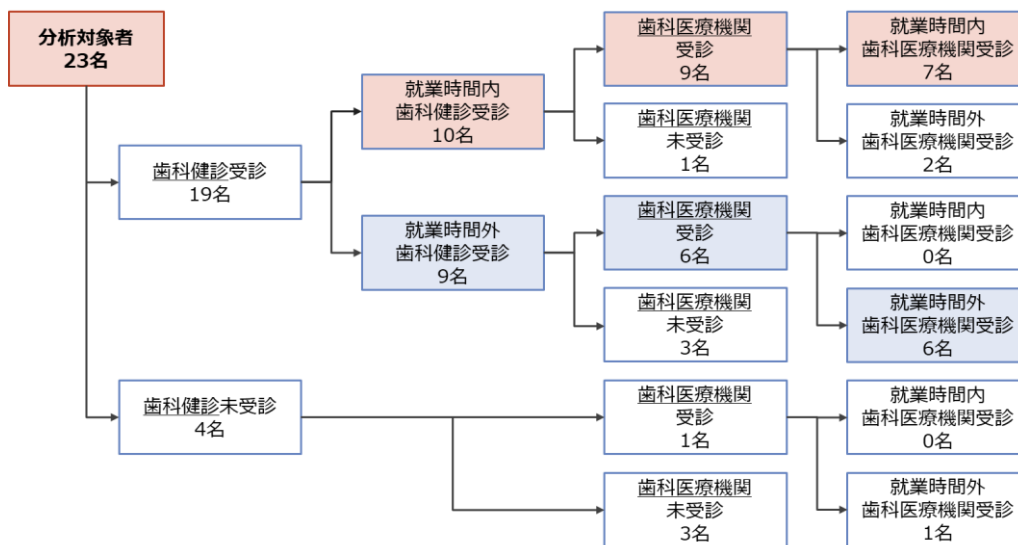 分析対象者
23名
歯科健診受診
19名
就業時間内
歯科健診受診
10名
歯科医療機関
受診
9名
就業時間内
歯科医療機関受診
7名
就業時間外
歯科医療機関受診
2名
歯科医療機関
未受診
1名
就業時間外
歯科健診受診
9名
歯科医療機関
受診
6名
就業時間内
歯科医療機関受診
0名
就業時間外
歯科医療機関受診
6名
歯科医療機関
未受診
3名
歯科健診未受診
4名
歯科医療機関
受診
1名
就業時間内
歯科医療機関受診
0名
就業時間外
歯科医療機関受診
1名
歯科医療機関
未受診
3名